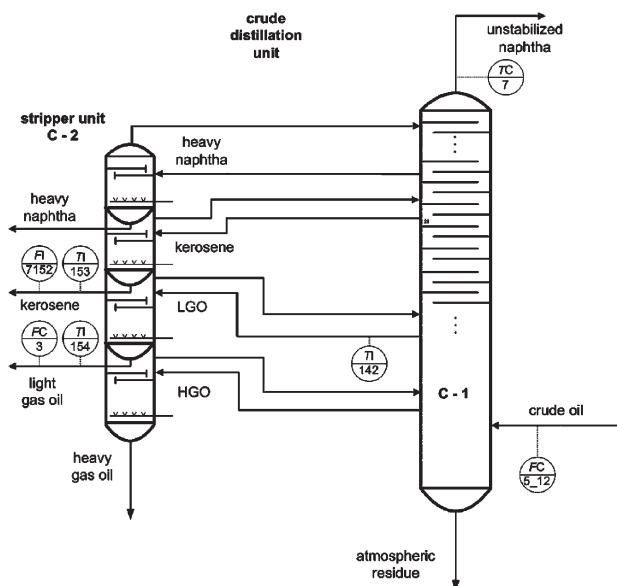 crude
distillation
unit
unstabilized
naphtha
TC
7
stripper unit
C - 2
heavy
naphtha
heavy
naphtha
kerosene
FI
7152
TI
153
kerosene
LGO
FC
3
TI
154
TI
142
light
gas oil
HGO
C - 1
crude oil
FC
5_12
heavy
gas oil
atmospheric
residue